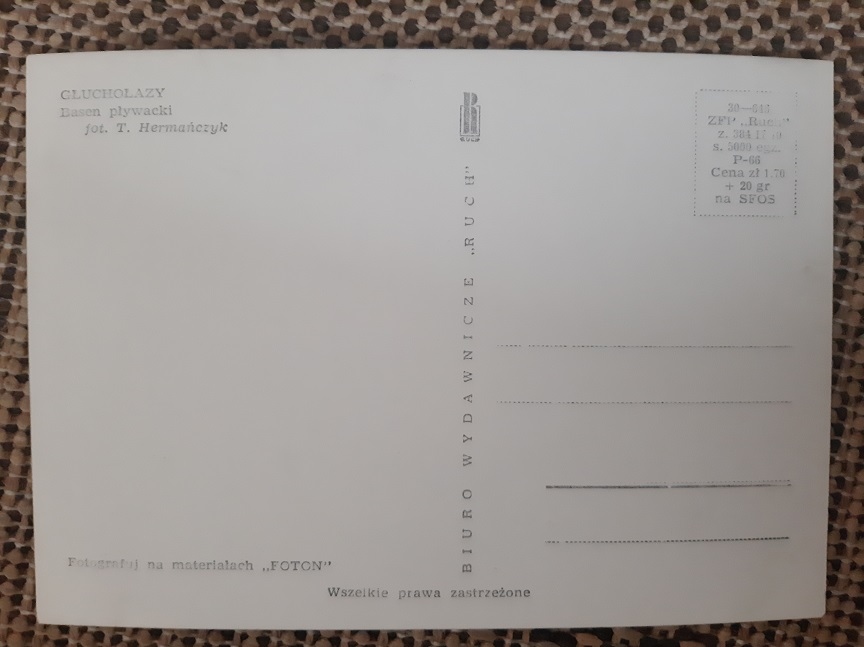 GŁUCHOŁAZY
Basen pływacki
fot. T. Hermańczyk
BIURO WYDAWNICZE „RUCH"
RUCH
ZFP „Ruch"
s. 5000 egz.
P-66
Cena zł 1.70
+ 20 gr
na SFOS
Fotografuj na materiałach „FOTON"
Wszelkie prawa zastrzeżone